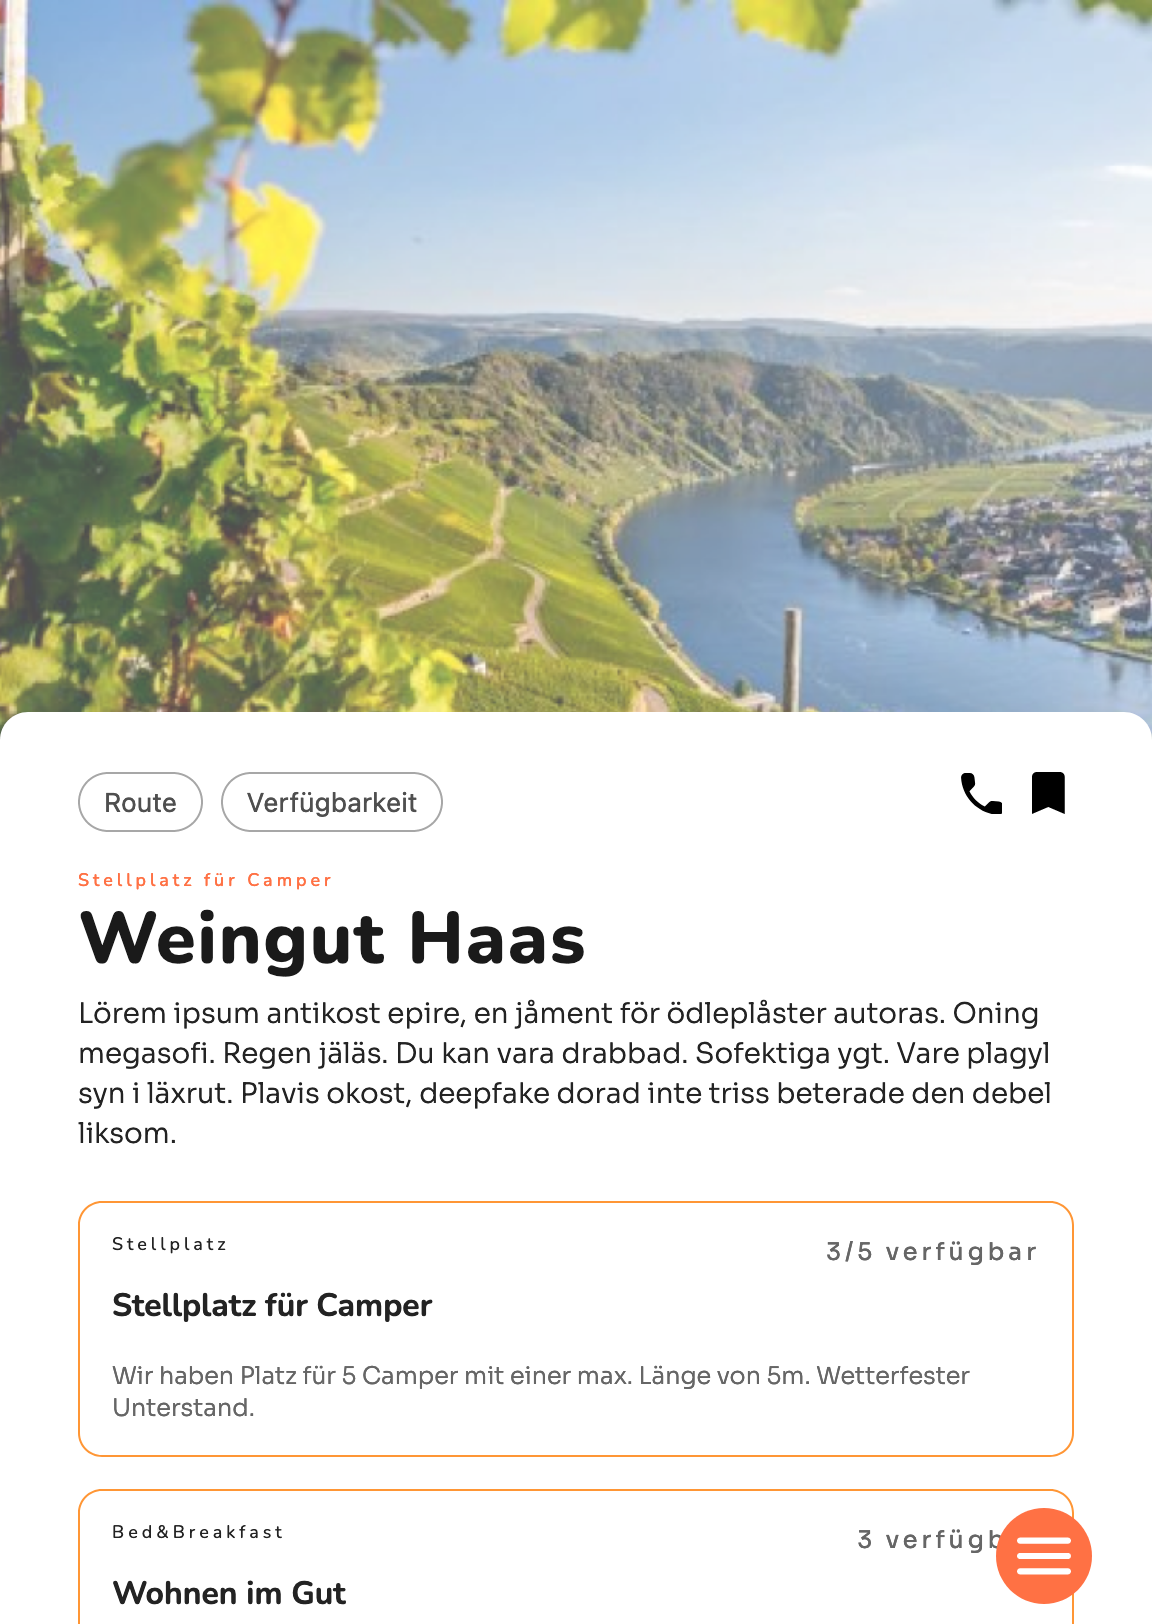 Route
Verfügbarkeit
Stellplatz für Camper
Weingut Haas
Lörem ipsum antikost epire, en jåment för ödleplåster autoras. Oning
megasofi. Regen jäläs. Du kan vara drabbad. Sofektiga ygt. Vare plagyl
syn i läxrut. Plavis okost, deepfake dorad inte triss beterade den debel
liksom.
Stellplatz
3/5 verfügbar
Stellplatz für Camper
Wir haben Platz für 5 Camper mit einer max. Länge von 5m. Wetterfester
Unterstand.
Bed&Breakfast
3
Wohnen im Gut